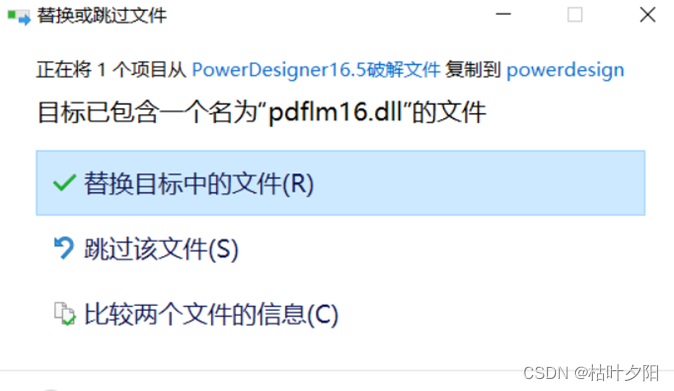 替换或跳过文件
正在将 1 个项目从 PowerDesigner16.5破解文件 复制到 powerdesign
目标已包含一个名为“pdflm16.dll”的文件
替换目标中的文件(R)
跳过该文件(S)
比较两个文件的信息(C)
CSDN @枯叶夕阳